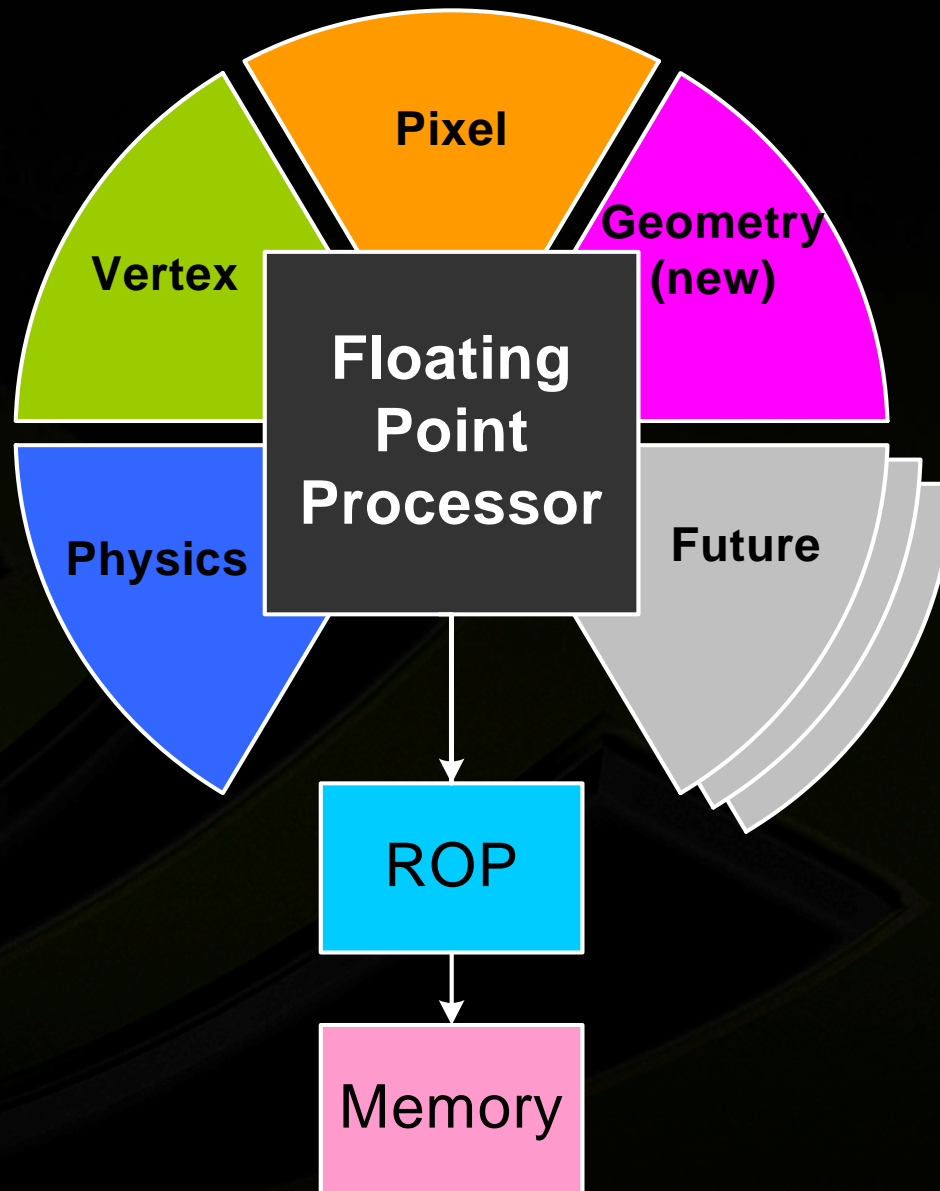 Pixel
Vertex
Geometry
(new)
Floating
Point
Processor
Physics
Future
ROP
Memory